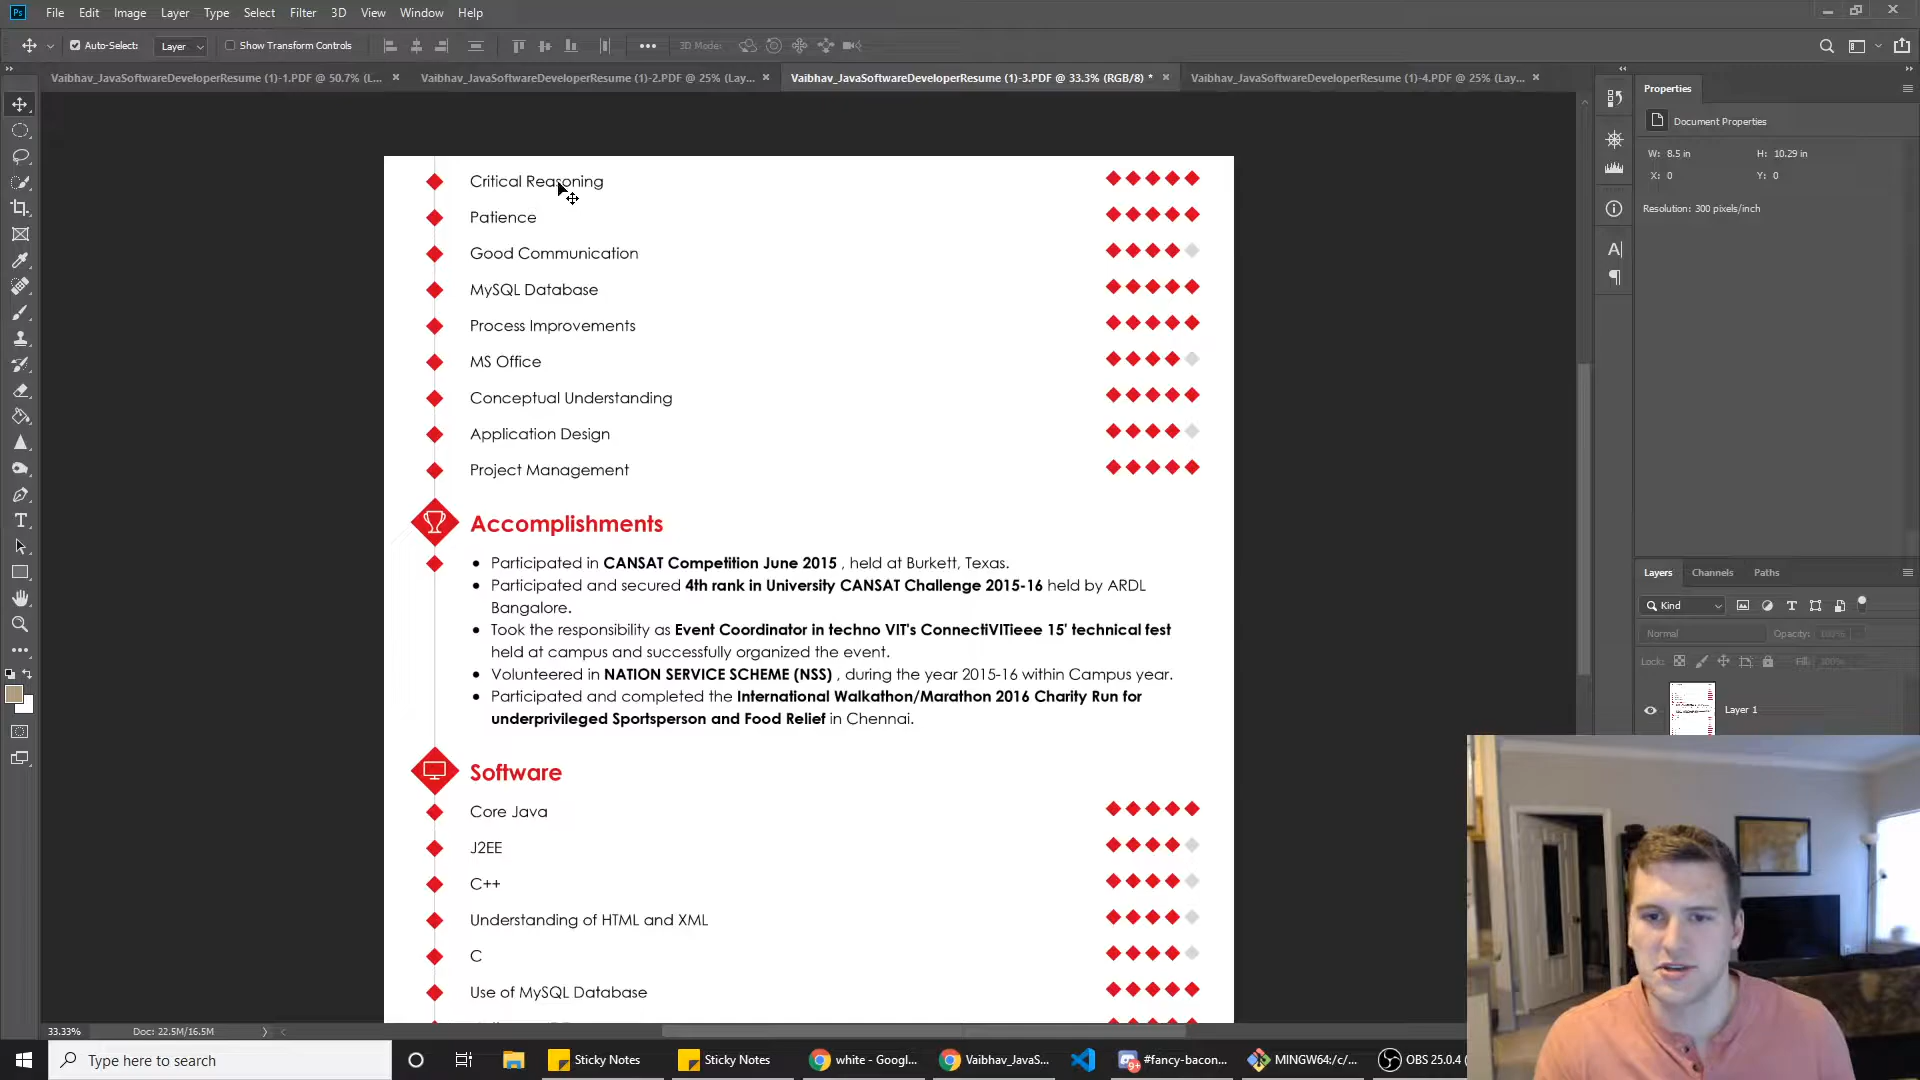 Ps File Edit Image Layer Type Select Filter 3D View Window Help
Auto-Select: Layer Show Transform Controls ••• 3D Mode:
Vaibhav_JavaSoftwareDeveloperResume (1)-1.PDF @ 50.7% (L... × Vaibhav_JavaSoftwareDeveloperResume (1)-2.PDF @ 25% (Lay... × Vaibhav_JavaSoftwareDeveloperResume (1)-3.PDF @ 33.3% (RGB/8) * × Vaibhav_JavaSoftwareDeveloperResume (1)-4.PDF @ 25% (Lay... ×
Properties
Document Properties
W: 8.5 in H: 10.29 in
X: 0 Y: 0
Resolution: 300 pixels/inch
Critical Reasoning
Patience
Good Communication
MySQL Database
Process Improvements
MS Office
Conceptual Understanding
Application Design
Project Management
Accomplishments
• Participated in CANSAT Competition June 2015 , held at Burkett, Texas.
• Participated and secured 4th rank in University CANSAT Challenge 2015-16 held by ARDL
Bangalore.
• Took the responsibility as Event Coordinator in techno VIT's ConnectiVITieee 15' technical fest
held at campus and successfully organized the event.
• Volunteered in NATION SERVICE SCHEME (NSS) , during the year 2015-16 within Campus year.
• Participated and completed the International Walkathon/Marathon 2016 Charity Run for
underprivileged Sportsperson and Food Relief in Chennai.
Software
Core Java
J2EE
C++
Understanding of HTML and XML
C
Use of MySQL Database
Layers Channels Paths
Kind
Normal Opacity: 100%
Lock: Fill: 100%
Layer 1
33.33% Doc: 22.5M/16.5M
Type here to search
Sticky Notes Sticky Notes white - Googl... Vaibhav_JavaS... #fancy-bacon... MINGW64:/c/... OBS 25.0.4 (
9+